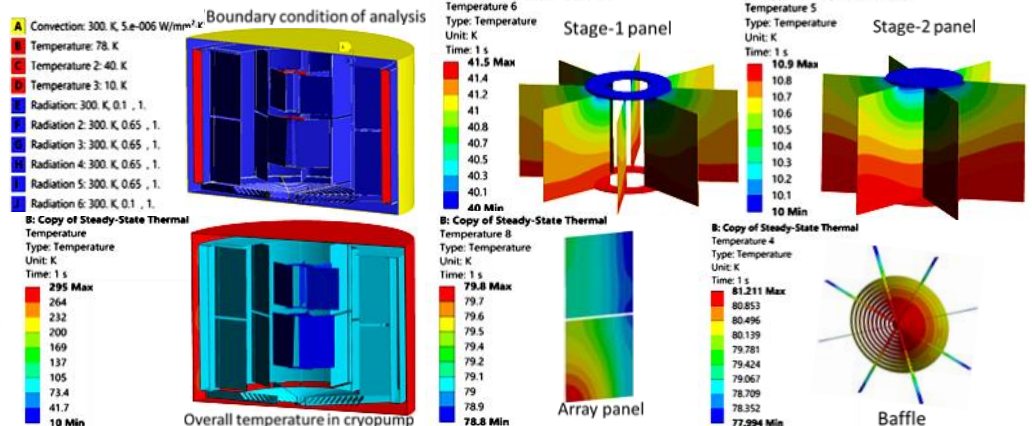 Boundary condition of analysis
A Convection: 300. K, 5.e-006 W/mm²·K
B Temperature: 78. K
C Temperature 2: 40. K
D Temperature 3: 10. K
E Radiation: 300. K, 0.1 , 1.
F Radiation 2: 300. K, 0.65 , 1.
G Radiation 3: 300. K, 0.65 , 1.
H Radiation 4: 300. K, 0.65 , 1.
I Radiation 5: 300. K, 0.65 , 1.
J Radiation 6: 300. K, 0.1 , 1.
Temperature 6
Type: Temperature
Unit: K
Time: 1 s
41.5 Max
41.4
41.2
41
40.8
40.7
40.5
40.3
40.1
40 Min
Stage-1 panel
Temperature 5
Type: Temperature
Unit: K
Time: 1 s
10.9 Max
10.8
10.7
10.6
10.5
10.4
10.3
10.2
10.1
10 Min
Stage-2 panel
B: Copy of Steady-State Thermal
Temperature
Type: Temperature
Unit: K
Time: 1 s
295 Max
264
232
200
169
137
105
73.4
41.7
10 Min
Overall temperature in cryopump
B: Copy of Steady-State Thermal
Temperature 8
Type: Temperature
Unit: K
Time: 1 s
79.8 Max
79.7
79.6
79.5
79.4
79.2
79.1
79
78.9
78.8 Min
Array panel
B: Copy of Steady-State Thermal
Temperature 4
Type: Temperature
Unit: K
Time: 1 s
81.211 Max
80.853
80.496
80.139
79.781
79.424
79.067
78.709
78.352
77.994 Min
Baffle